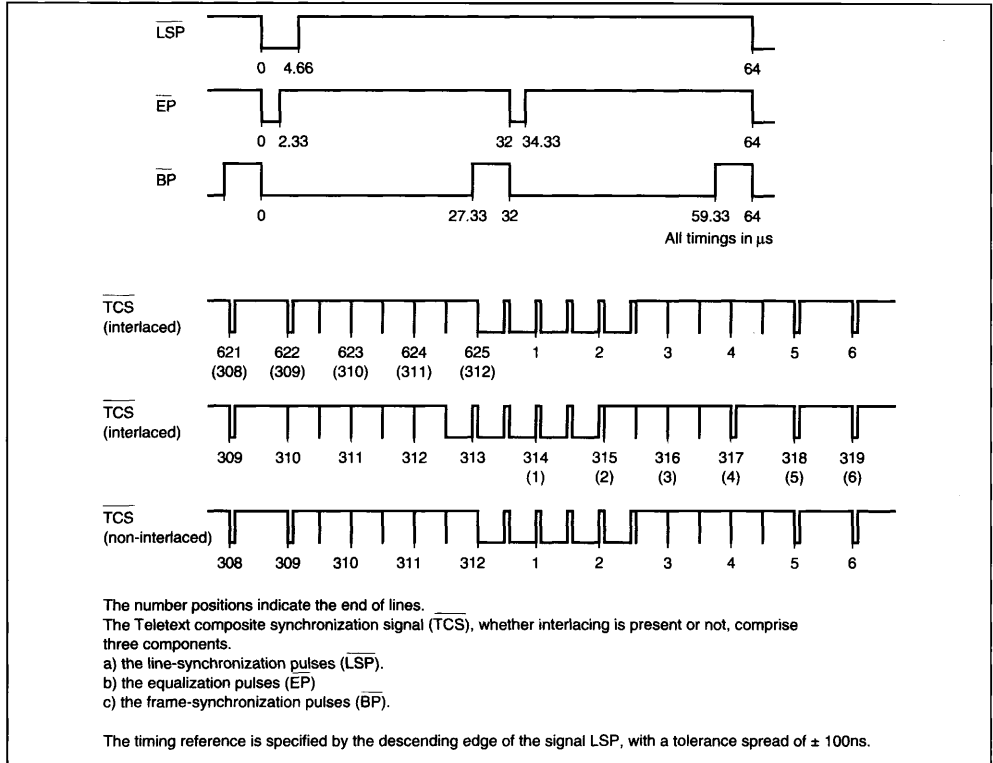 LSP
0 4.66 64
EP
0 2.33 32 34.33 64
BP
0 27.33 32 59.33 64
All timings in µs
TCS
(interlaced)
621 622 623 624 625 1 2 3 4 5 6
(308) (309) (310) (311) (312)
TCS
(interlaced)
309 310 311 312 313 314 315 316 317 318 319
(1) (2) (3) (4) (5) (6)
TCS
(non-interlaced)
308 309 310 311 312 1 2 3 4 5 6
The number positions indicate the end of lines.
The Teletext composite synchronization signal (TCS), whether interlacing is present or not, comprise
three components.
a) the line-synchronization pulses (LSP).
b) the equalization pulses (EP)
c) the frame-synchronization pulses (BP).
The timing reference is specified by the descending edge of the signal LSP, with a tolerance spread of ± 100ns.